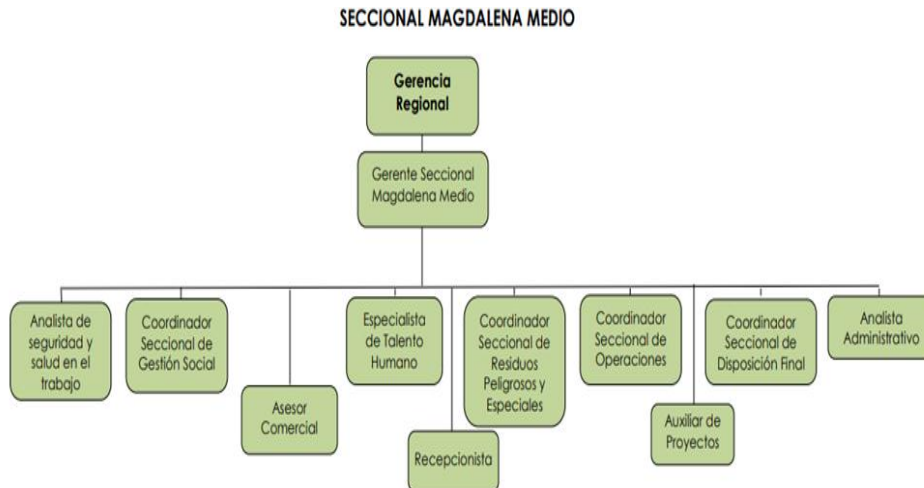 SECCIONAL MAGDALENA MEDIO
Gerencia
Regional
Gerente Seccional
Magdalena Medio
Analista de
seguridad y
salud en el
trabajo
Coordinador
Seccional de
Gestión Social
Asesor
Comercial
Especialista
de Talento
Humano
Recepcionista
Coordinador
Seccional de
Residuos
Peligrosos y
Especiales
Coordinador
Seccional de
Operaciones
Auxiliar de
Proyectos
Coordinador
Seccional de
Disposición Final
Analista
Administrativo